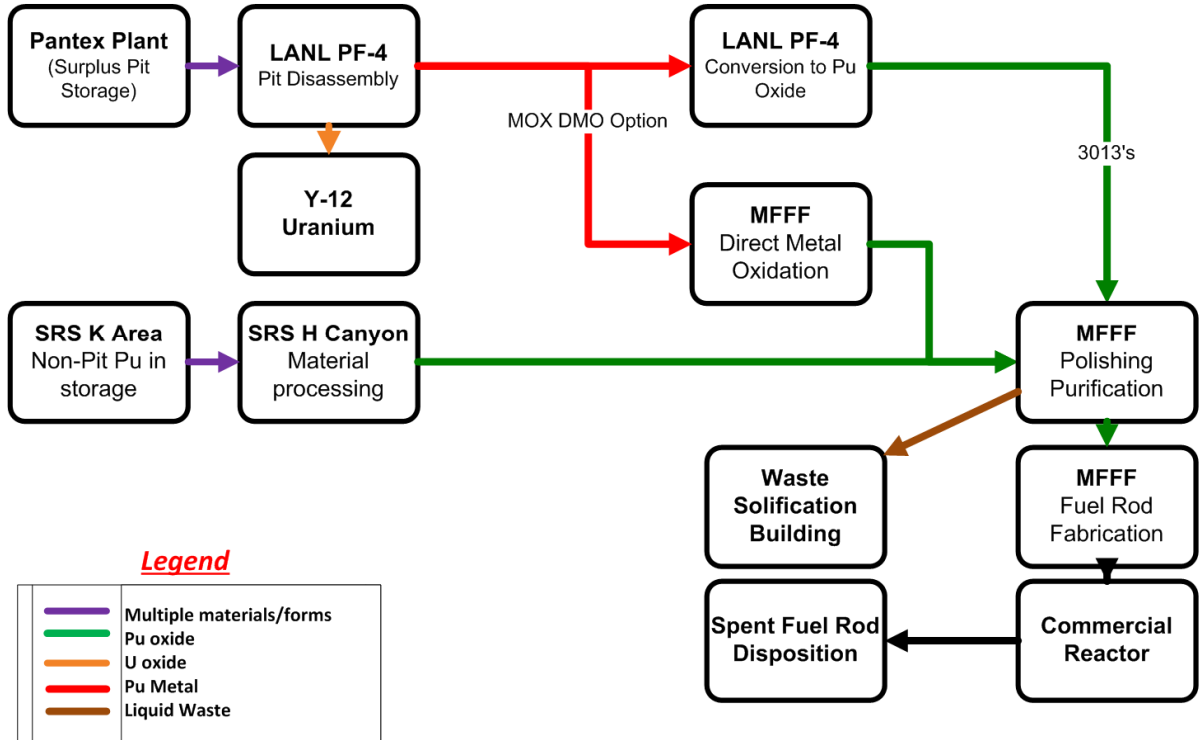 Pantex Plant
(Surplus Pit
Storage)
LANL PF-4
Pit Disassembly
LANL PF-4
Conversion to Pu
Oxide
MOX DMO Option
3013's
Y-12
Uranium
MFFF
Direct Metal
Oxidation
SRS K Area
Non-Pit Pu in
storage
SRS H Canyon
Material
processing
MFFF
Polishing
Purification
Waste
Solification
Building
MFFF
Fuel Rod
Fabrication
Spent Fuel Rod
Disposition
Commercial
Reactor
Legend
Multiple materials/forms
Pu oxide
U oxide
Pu Metal
Liquid Waste